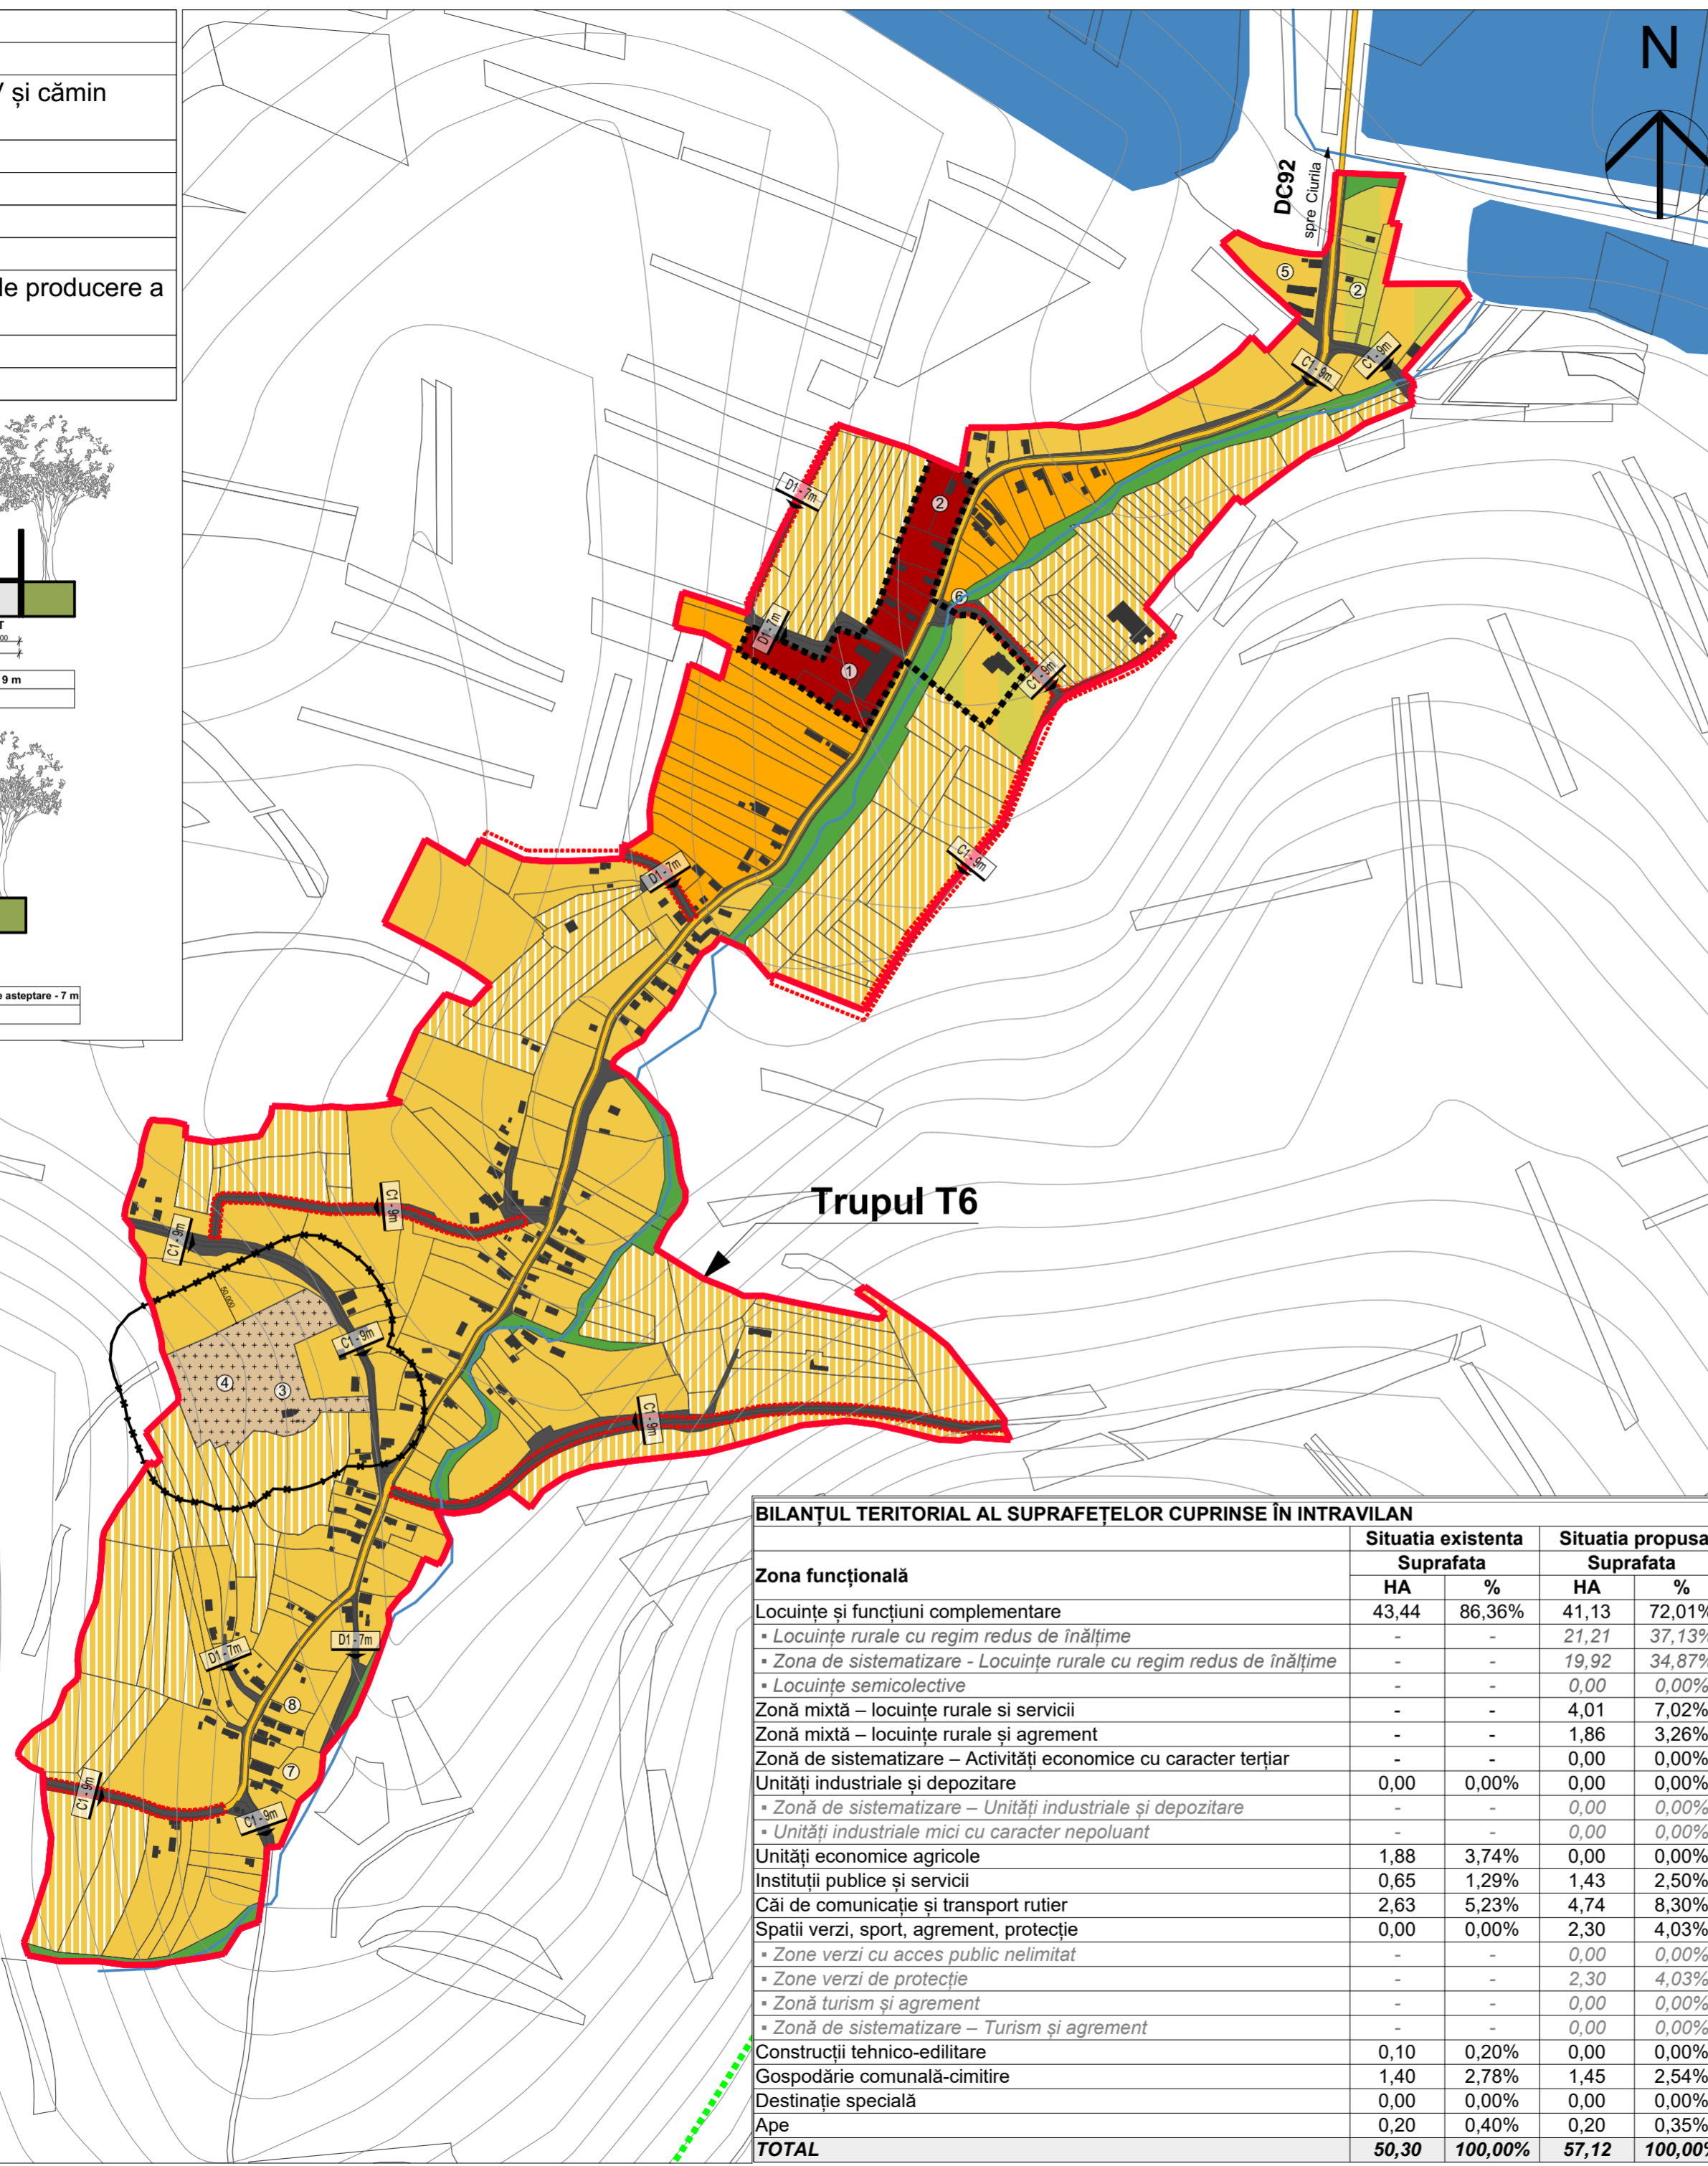 V și cămin
de producere a
T
00
9 m
e asteptare - 7 m
N
DC92
spre Ciurila
5
2
C1 - 9m
C1 - 9m
D1 - 7m
2
6
D1 - 7m
1
C1 - 9m
D1 - 7m
C1 - 9m
Trupul T6
C1 - 9m
C1 - 9m
50,000
C1 - 9m
4
3
C1 - 9m
D1 - 7m
D1 - 7m
8
7
C1 - 9m
C1 - 9m
BILANȚUL TERITORIAL AL SUPRAFEȚELOR CUPRINSE ÎN INTRAVILAN
Zona funcțională Situatia existenta Situatia propusa
Suprafata Suprafata
HA % HA %
Locuințe și funcțiuni complementare 43,44 86,36% 41,13 72,01%
▪ Locuințe rurale cu regim redus de înălțime - - 21,21 37,13%
▪ Zona de sistematizare - Locuințe rurale cu regim redus de înălțime - - 19,92 34,87%
▪ Locuințe semicolective - - 0,00 0,00%
Zonă mixtă – locuințe rurale si servicii - - 4,01 7,02%
Zonă mixtă – locuințe rurale și agrement - - 1,86 3,26%
Zonă de sistematizare – Activități economice cu caracter terțiar - - 0,00 0,00%
Unități industriale și depozitare 0,00 0,00% 0,00 0,00%
▪ Zonă de sistematizare – Unități industriale și depozitare - - 0,00 0,00%
▪ Unități industriale mici cu caracter nepoluant - - 0,00 0,00%
Unități economice agricole 1,88 3,74% 0,00 0,00%
Instituții publice și servicii 0,65 1,29% 1,43 2,50%
Căi de comunicație și transport rutier 2,63 5,23% 4,74 8,30%
Spatii verzi, sport, agrement, protecție 0,00 0,00% 2,30 4,03%
▪ Zone verzi cu acces public nelimitat - - 0,00 0,00%
▪ Zone verzi de protecție - - 2,30 4,03%
▪ Zonă turism și agrement - - 0,00 0,00%
▪ Zonă de sistematizare – Turism și agrement - - 0,00 0,00%
Construcții tehnico-edilitare 0,10 0,20% 0,00 0,00%
Gospodărie comunală-cimitire 1,40 2,78% 1,45 2,54%
Destinație specială 0,00 0,00% 0,00 0,00%
Ape 0,20 0,40% 0,20 0,35%
TOTAL 50,30 100,00% 57,12 100,00%